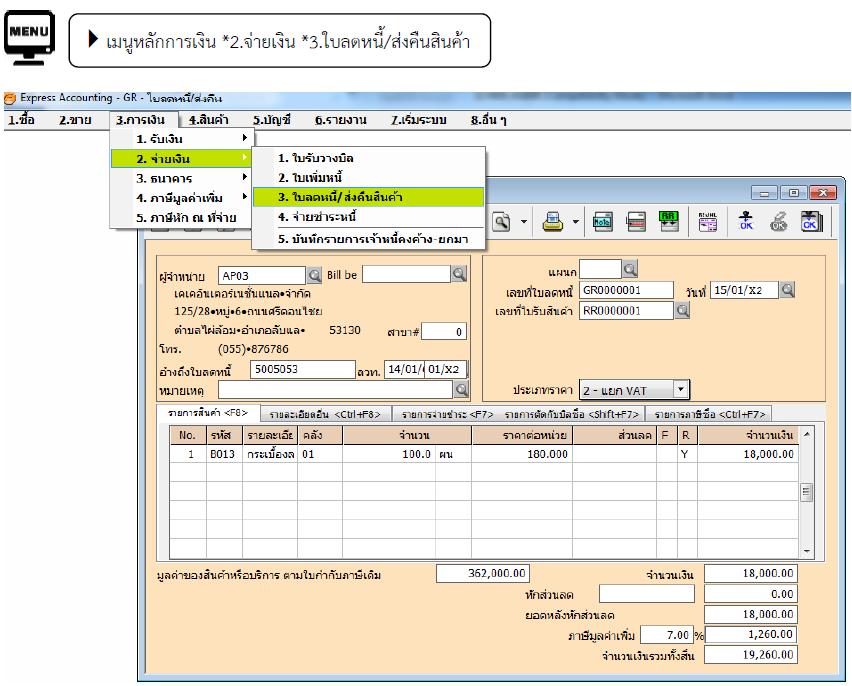 MENU
เมนูหลักการเงิน *2.จ่ายเงิน *3.ใบลดหนี้/ส่งคืนสินค้า
Express Accounting - GR - ใบลดหนี้/ส่งคืน
1.ซื้อ 2.ขาย 3.การเงิน 4.สินค้า 5.บัญชี 6.รายงาน 7.เริ่มระบบ 8.อื่น ๆ
1. รับเงิน
2. จ่ายเงิน
3. ธนาคาร
4. ภาษีมูลค่าเพิ่ม
5. ภาษีหัก ณ ที่จ่าย
1. ใบรับวางบิล
2. ใบเพิ่มหนี้
3. ใบลดหนี้/ส่งคืนสินค้า
4. จ่ายชำระหนี้
5. บันทึกรายการเจ้าหนี้คงค้าง-ยกมา
ผู้จำหน่าย AP03 Bill be
เคเคอินเตอร์เนชั่นแนล•จำกัด
125/28•หมู่•6•ถนนศรีดอนไชย
ตำบลไผ่ล้อม•อำเภอลับแล• 53130 สาขา# 0
โทร. (055)•876786
อ้างถึงใบลดหนี้ 5005053 ลวท. 14/01/ 01/X2
หมายเหตุ
แผนก
เลขที่ใบลดหนี้ GR0000001 วันที่ 15/01/X2
เลขที่ใบรับสินค้า RR0000001
ประเภทราคา 2 - แยก VAT
รายการสินค้า <F8> รายละเอียดอื่น <Ctrl+F8> รายการจ่ายชำระ <F7> รายการตัดกับบิลซื้อ <Shift+F7> รายการภาษีซื้อ <Ctrl+F7>
No. รหัส รายละเอีย คลัง จำนวน ราคาต่อหน่วย ส่วนลด F R จำนวนเงิน
1 B013 กระเบื้องล 01 100.0 ผน 180.000 Y 18,000.00
มูลค่าของสินค้าหรือบริการ ตามใบกำกับภาษีเดิม 362,000.00 จำนวนเงิน 18,000.00
หักส่วนลด 0.00
ยอดหลังหักส่วนลด 18,000.00
ภาษีมูลค่าเพิ่ม 7.00 % 1,260.00
จำนวนเงินรวมทั้งสิ้น 19,260.00